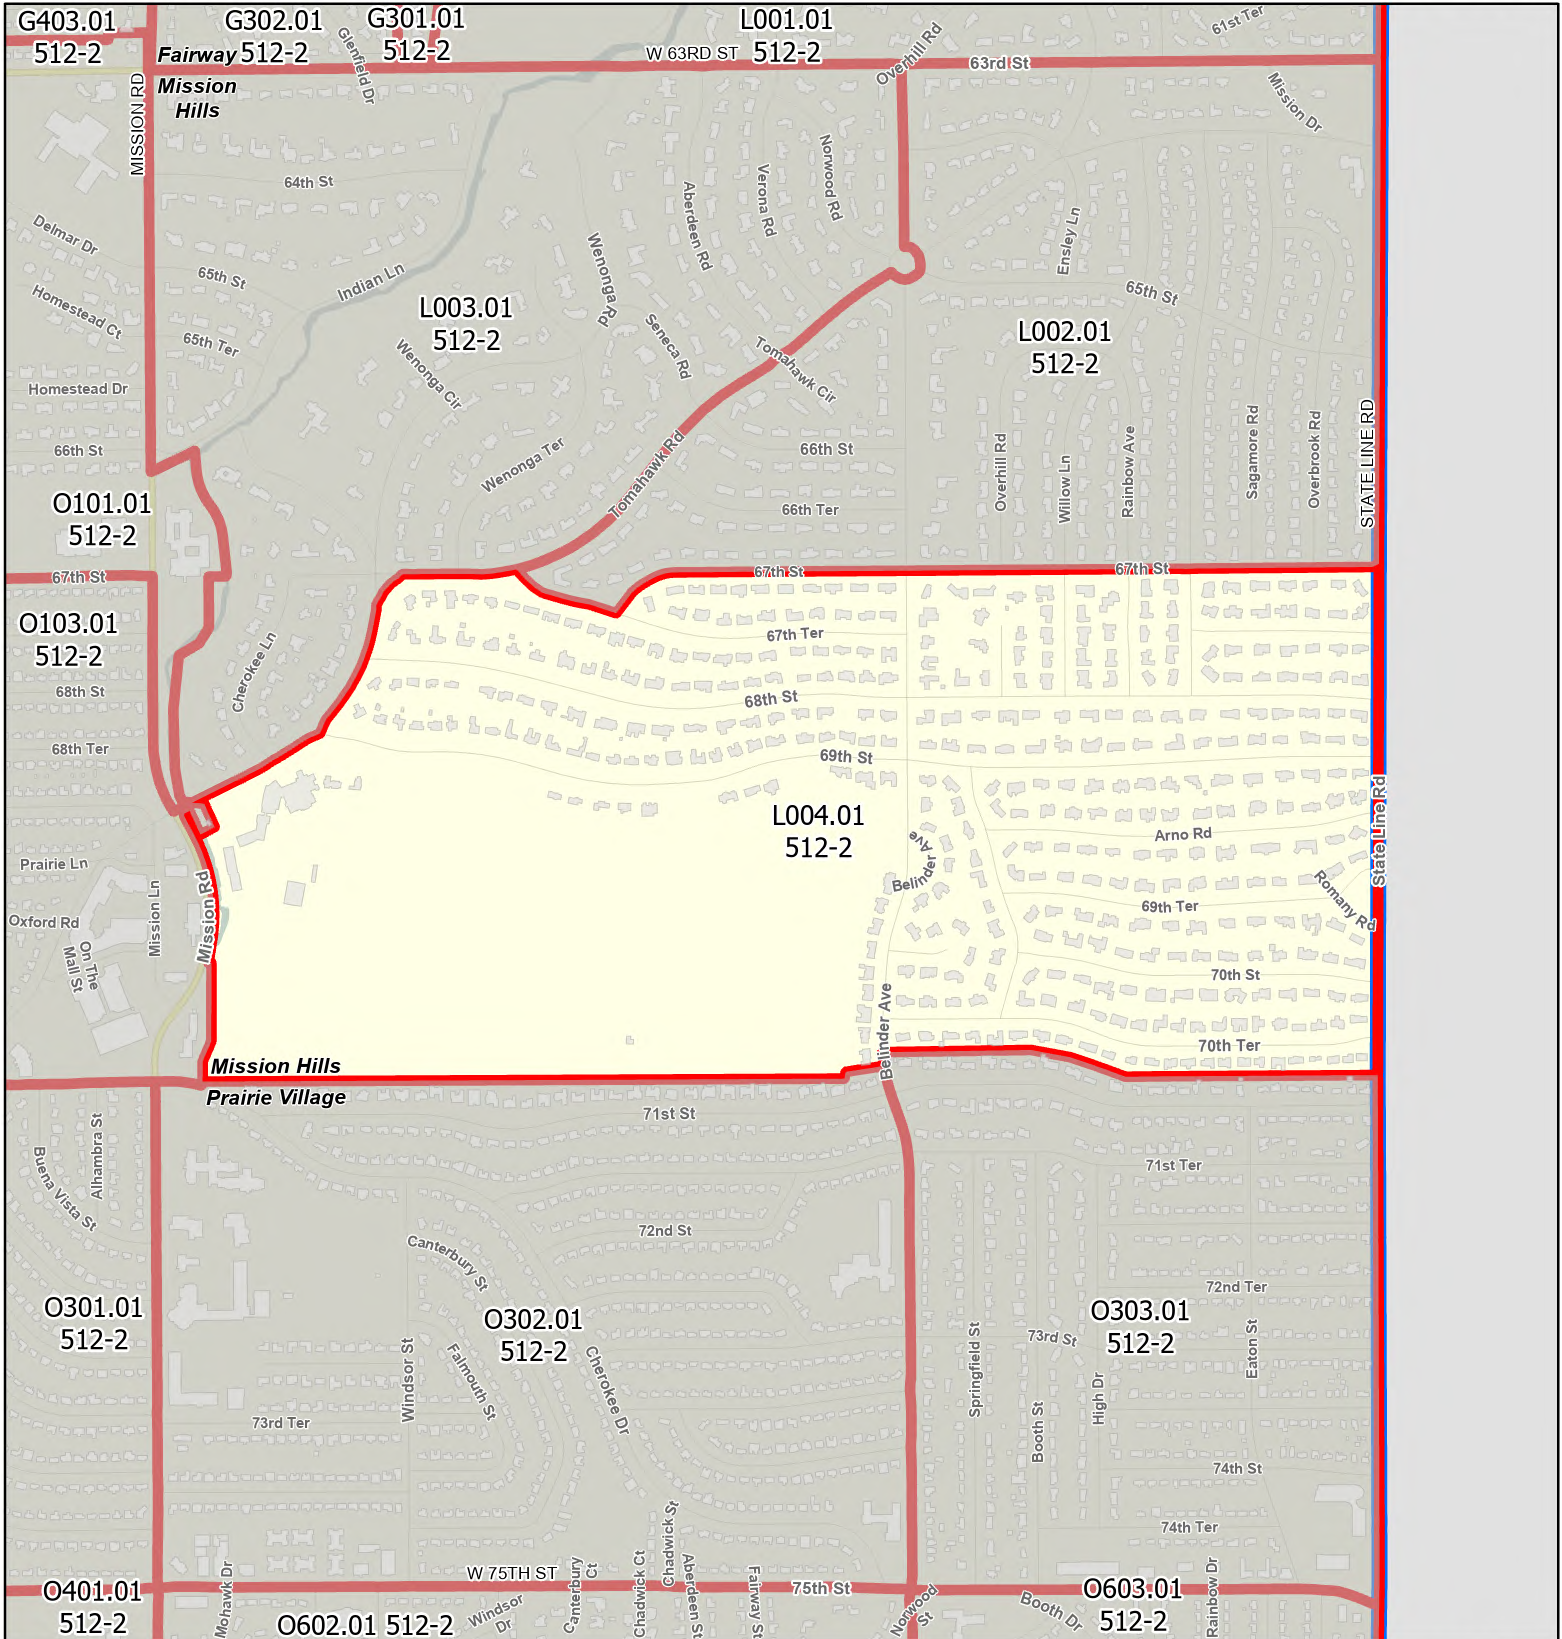 G403.01
512-2
G302.01
512-2
G301.01
512-2
L001.01
512-2
61st Ter
Fairway
Mission
Hills
W 63RD ST
63rd St
Overhill Rd
Glenfield Dr
MISSION RD
Mission Dr
64th St
Norwood Rd
Verona Rd
Aberdeen Rd
Ensley Ln
Delmar Dr
65th St
Indian Ln
Wenonga Rd
65th St
Homestead Ct
L003.01
512-2
L002.01
512-2
65th Ter
Seneca Rd
Tomahawk Cir
Wenonga Cir
Homestead Dr
66th St
Wenonga Ter
Tomahawk Rd
66th St
Overhill Rd
Willow Ln
Rainbow Ave
Sagamore Rd
Overbrook Rd
STATE LINE RD
O101.01
512-2
66th Ter
67th St
67th St
67th St
O103.01
512-2
67th Ter
Cherokee Ln
68th St
68th St
68th Ter
69th St
L004.01
512-2
State Line Rd
Arno Rd
Belinder Ave
Prairie Ln
Mission Ln
Mission Rd
Romany Rd
69th Ter
Oxford Rd
On The
Mall St
70th St
Belinder Ave
70th Ter
Mission Hills
Prairie Village
71st St
Alhambra St
Buena Vista St
71st Ter
72nd St
Canterbury St
72nd Ter
O301.01
512-2
O302.01
512-2
O303.01
512-2
73rd St
Springfield St
Eaton St
Windsor St
Falmouth St
Cherokee Dr
High Dr
Booth St
73rd Ter
74th St
74th Ter
Chadwick St
W 75TH ST
75th St
O401.01
512-2
Mohawk Dr
O602.01 512-2
Windsor
Dr
Canterbury
Ct
Chadwick Ct
Aberdeen St
Fairway St
Norwood
St
Booth Dr
O603.01
512-2
Rainbow Dr